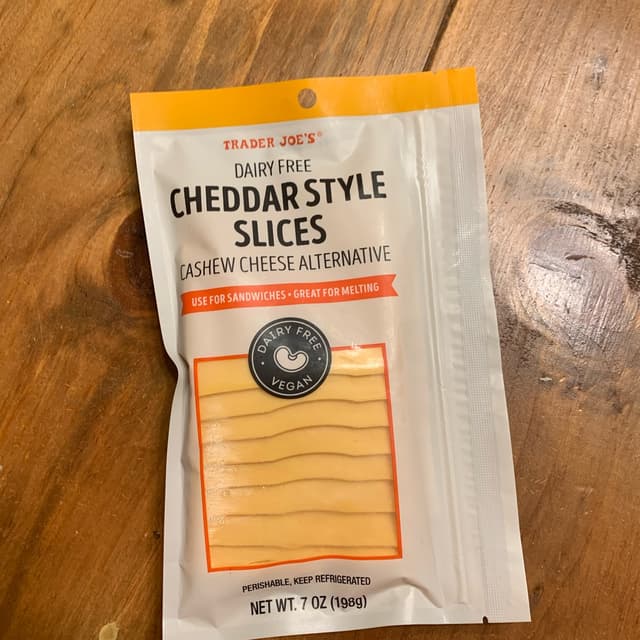 TRADER JOE'S®
DAIRY FREE
CHEDDAR STYLE
SLICES
CASHEW CHEESE ALTERNATIVE
USE FOR SANDWICHES • GREAT FOR MELTING
DAIRY FREE
VEGAN
PERISHABLE, KEEP REFRIGERATED
NET WT. 7 OZ (198g)